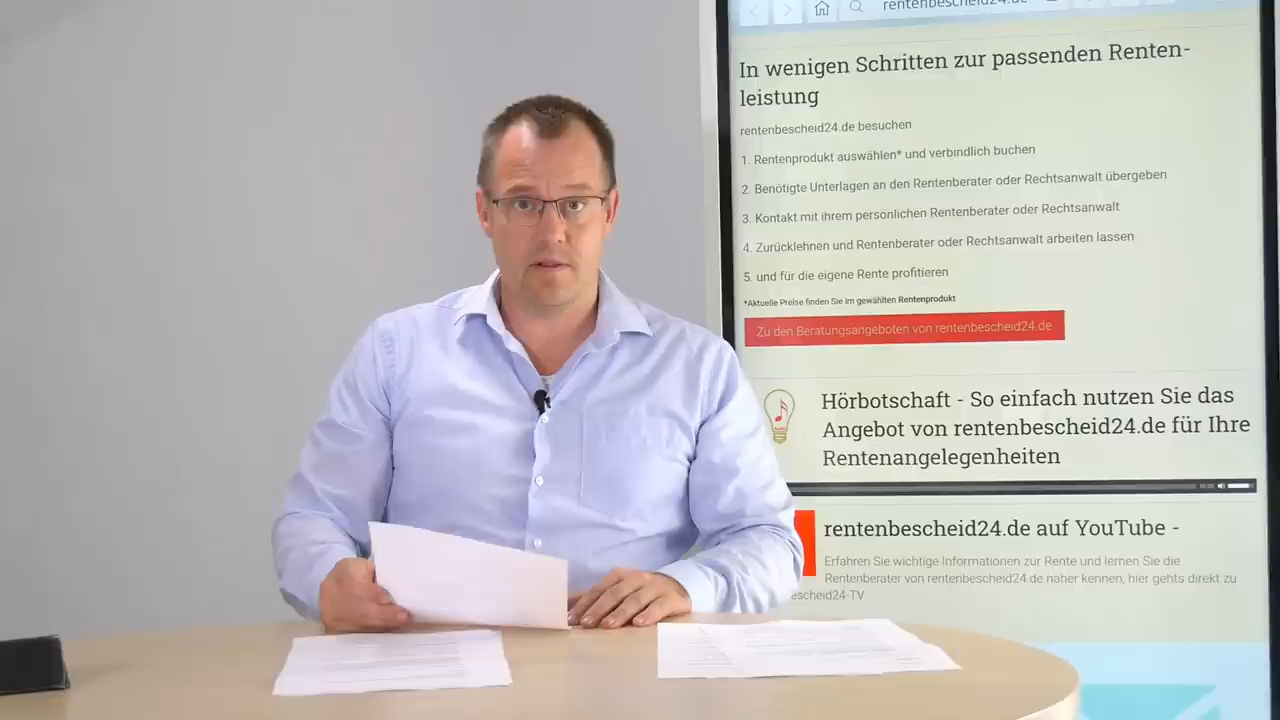 rentenbescheid24.de
In wenigen Schritten zur passenden Renten-
leistung
rentenbescheid24.de besuchen
1. Rentenprodukt auswählen* und verbindlich buchen
2. Benötigte Unterlagen an den Rentenberater oder Rechtsanwalt übergeben
3. Kontakt mit ihrem persönlichen Rentenberater oder Rechtsanwalt
4. Zurücklehnen und Rentenberater oder Rechtsanwalt arbeiten lassen
5. und für die eigene Rente profitieren
*Aktuelle Preise finden Sie im gewählten Rentenprodukt
Zu den Beratungsangeboten von rentenbescheid24.de
Hörbotschaft - So einfach nutzen Sie das
Angebot von rentenbescheid24.de für Ihre
Rentenangelegenheiten
rentenbescheid24.de auf YouTube -
Erfahren Sie wichtige Informationen zur Rente und lernen Sie die
Rentenberater von rentenbescheid24.de näher kennen, hier gehts direkt zu
escheid24-TV